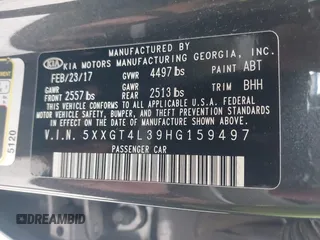 MANUFACTURED BY
KIA KIA MOTORS MANUFACTURING GEORGIA, INC.
FEB/23/17 GVWR 4497 lbs PAINT ABT
GAWR FRONT 2557 lbs GAWR REAR 2513 lbs TRIM BHH
THIS VEHICLE CONFORMS TO ALL APPLICABLE
FEDERAL MOTOR VEHICLE SAFETY, BUMPER, AND
THEFT PREVENTION STANDARDS IN EFFECT ON THE
DATE OF MANUFACTURE SHOWN ABOVE.
V.I.N. 5XXGT4L39HG159497
PASSENGER CAR
5120
© DREAMBID